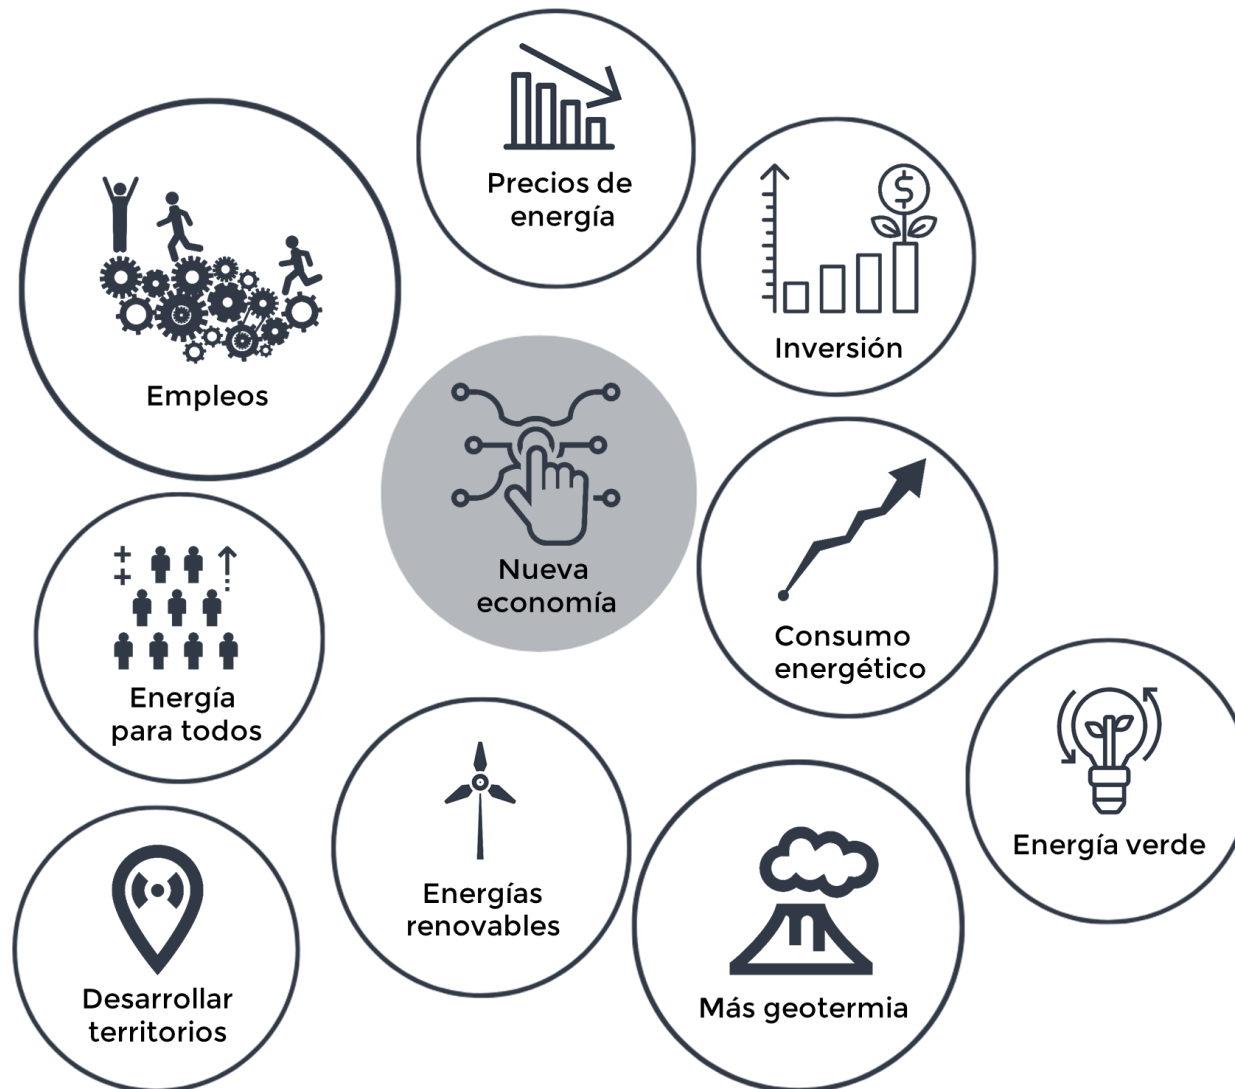 Precios de
energía
Inversión
Empleos
Nueva
economía
Consumo
energético
Energía
para todos
Energía verde
Energías
renovables
Desarrollar
territorios
Más geotermia